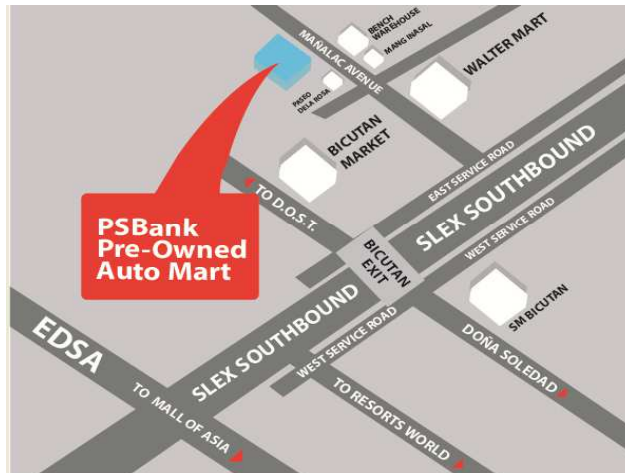 BENCH
WAREHOUSE
MANG INASAL
MAÑALAC AVENUE
WALTER MART
PASEO
DELA ROSA
BICUTAN
MARKET
EAST SERVICE ROAD
SLEX SOUTHBOUND
WEST SERVICE ROAD
TO D.O.S.T.
PSBank
Pre-Owned
Auto Mart
BICUTAN
EXIT
SM BICUTAN
EDSA
SLEX SOUTHBOUND
WEST SERVICE ROAD
DOÑA SOLEDAD
TO MALL OF ASIA
TO RESORTS WORLD